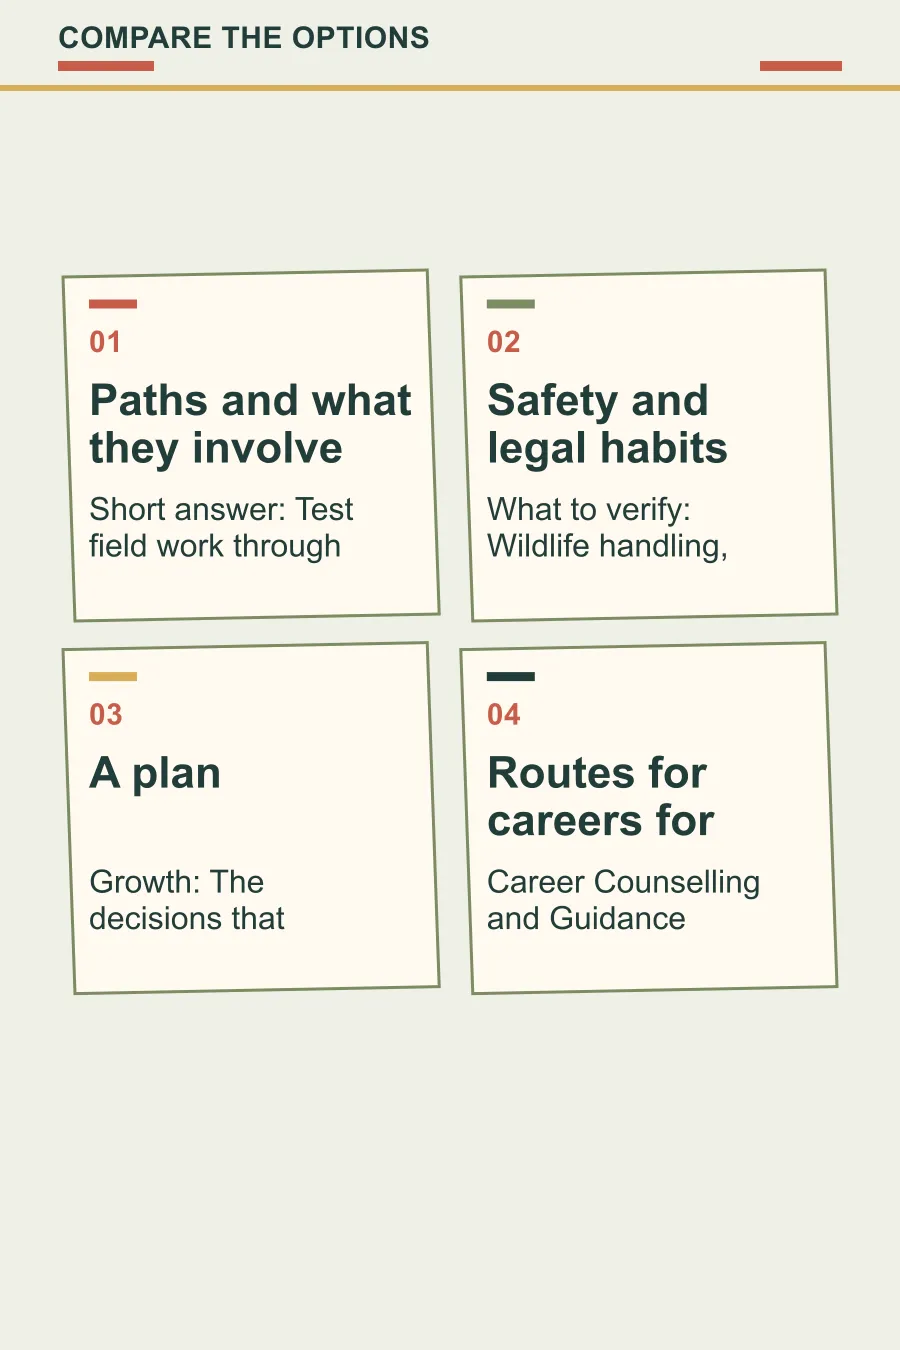 COMPARE THE OPTIONS
01
Paths and what
they involve
Short answer: Test
field work through
02
Safety and
legal habits
What to verify:
Wildlife handling,
03
A plan
Growth: The
decisions that
04
Routes for
careers for
Career Counselling
and Guidance